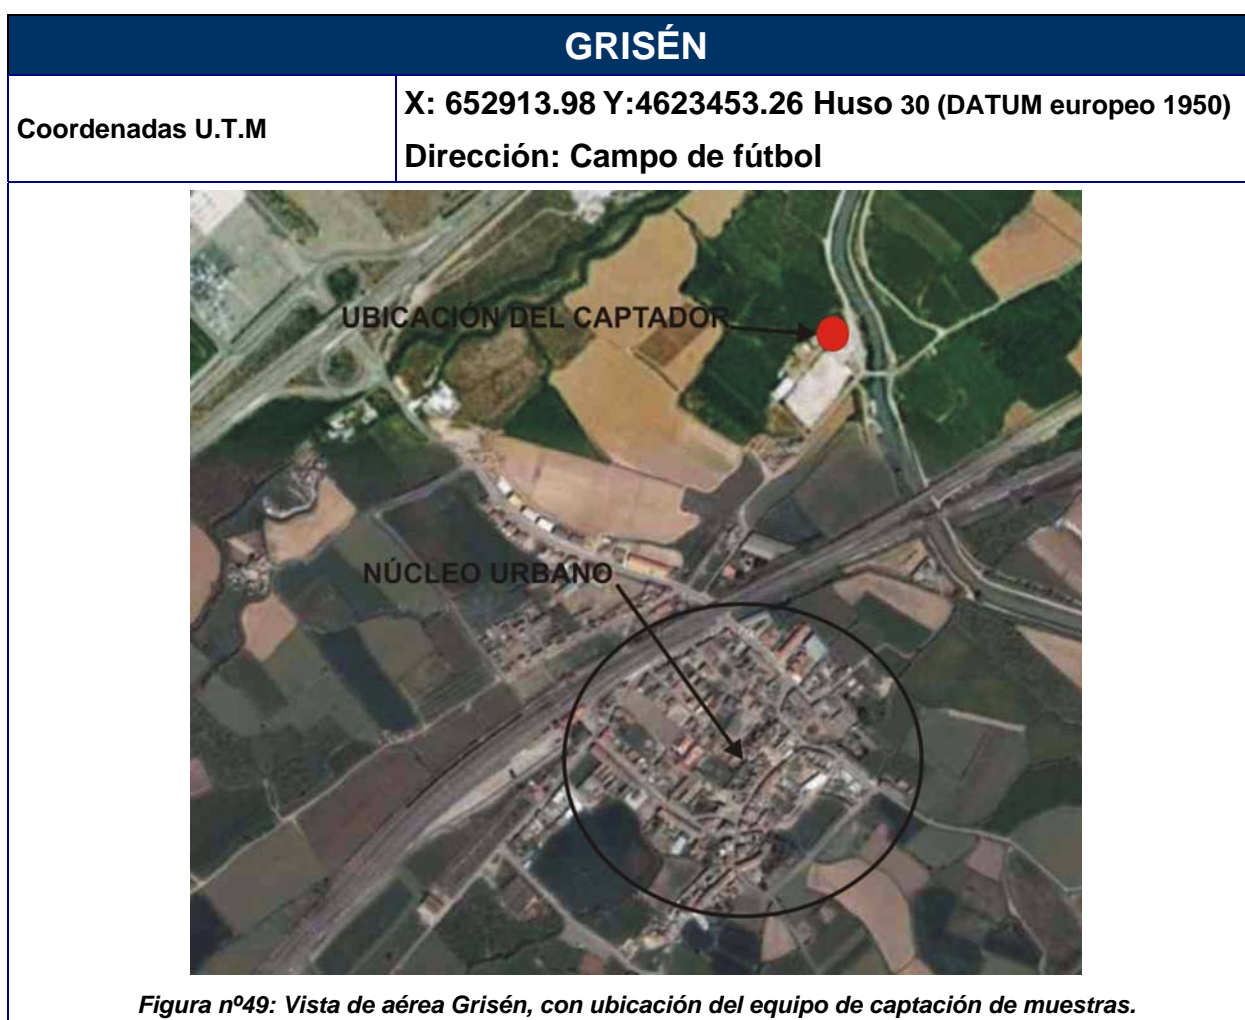 GRISÉN
Coordenadas U.T.M
X: 652913.98 Y:4623453.26 Huso 30 (DATUM europeo 1950)
Dirección: Campo de fútbol
UBICACIÓN DEL CAPTADOR
NÚCLEO URBANO
Figura nº49: Vista de aérea Grisén, con ubicación del equipo de captación de muestras.